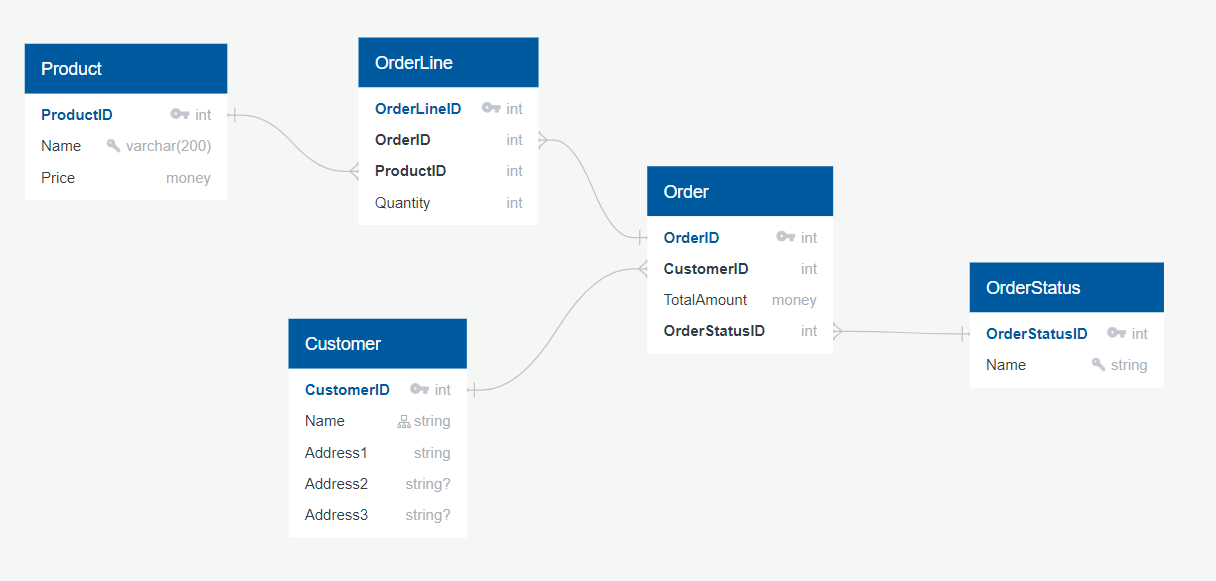 Product
ProductID int
Name varchar(200)
Price money
OrderLine
OrderLineID int
OrderID int
ProductID int
Quantity int
Order
OrderID int
CustomerID int
TotalAmount money
OrderStatusID int
OrderStatus
OrderStatusID int
Name string
Customer
CustomerID int
Name string
Address1 string
Address2 string?
Address3 string?